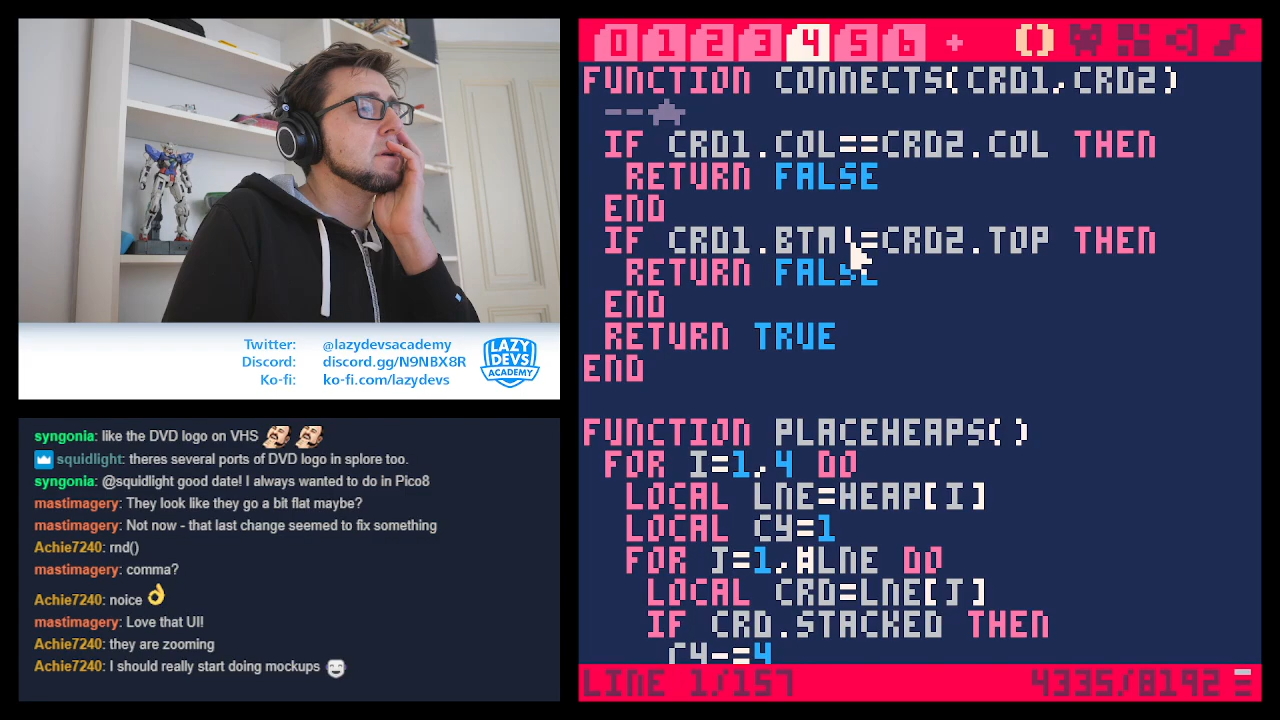 Twitter: @lazydevsacademy
Discord: discord.gg/N9NBX8R
Ko-fi: ko-fi.com/lazydevs
LAZY
DEVS
ACADEMY
syngonia: like the DVD logo on VHS
squidlight: theres several ports of DVD logo in splore too.
syngonia: @squidlight good date! I always wanted to do in Pico8
mastimagery: They look like they go a bit flat maybe?
mastimagery: Not now - that last change seemed to fix something
Achie7240: rnd()
mastimagery: comma?
Achie7240: noice
mastimagery: Love that UI!
Achie7240: they are zooming
Achie7240: I should really start doing mockups
0 1 2 3 4 5 6 + ()
FUNCTION CONNECTS(CRD1,CRD2)
--
IF CRD1.COL==CRD2.COL THEN
RETURN FALSE
END
IF CRD1.BTM!=CRD2.TOP THEN
RETURN FALSE
END
RETURN TRUE
END
FUNCTION PLACEHEAPS()
FOR I=1,4 DO
LOCAL LNE=HEAP[I]
LOCAL CY=1
FOR J=1,#LNE DO
LOCAL CRD=LNE[J]
IF CRD.STACKED THEN
CY-=4
LINE 1/157 4335/8192